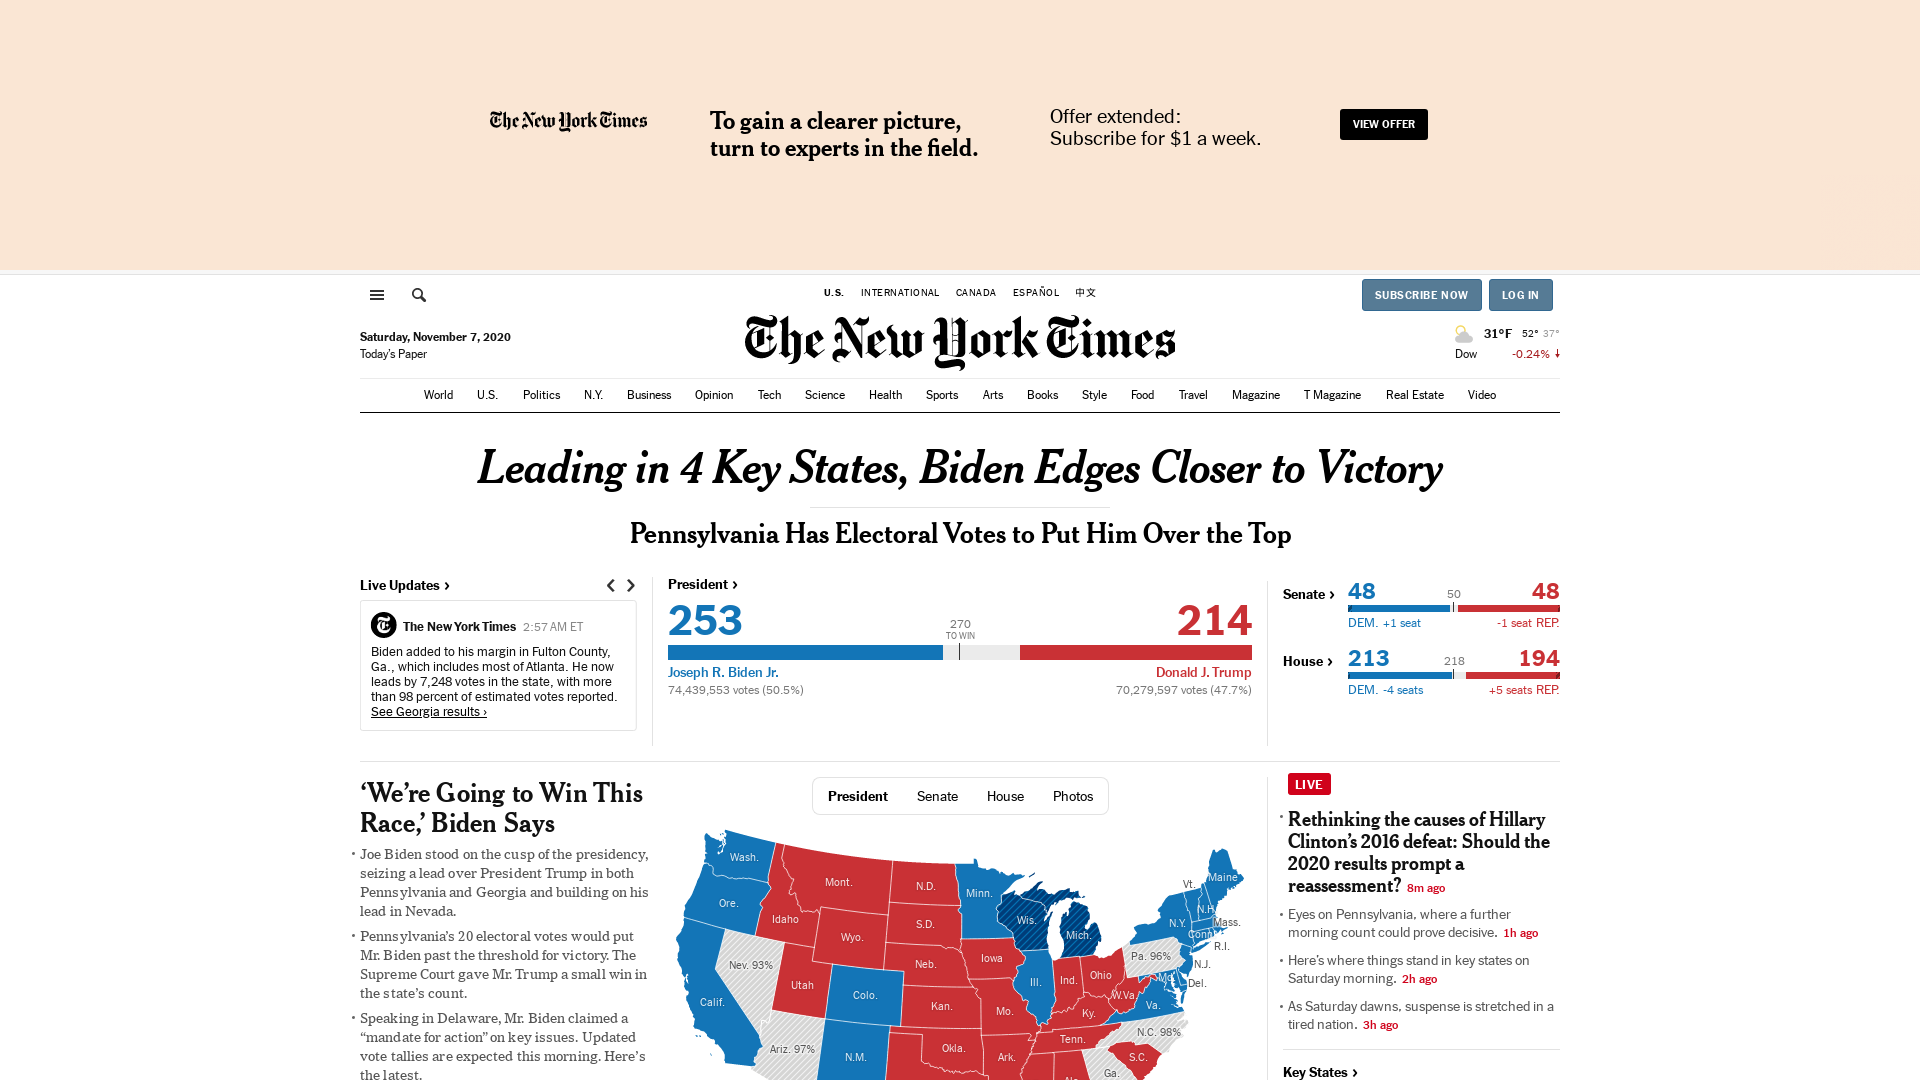 The New York Times
To gain a clearer picture,
turn to experts in the field.
Offer extended:
Subscribe for $1 a week.
VIEW OFFER
U.S. INTERNATIONAL CANADA ESPAÑOL 中文
SUBSCRIBE NOW LOG IN
Saturday, November 7, 2020
Today's Paper
The New York Times
31°F 52° 37°
Dow -0.24%
World U.S. Politics N.Y. Business Opinion Tech Science Health Sports Arts Books Style Food Travel Magazine T Magazine Real Estate Video
Leading in 4 Key States, Biden Edges Closer to Victory
Pennsylvania Has Electoral Votes to Put Him Over the Top
Live Updates ›
The New York Times 2:57 AM ET
Biden added to his margin in Fulton County,
Ga., which includes most of Atlanta. He now
leads by 7,248 votes in the state, with more
than 98 percent of estimated votes reported.
See Georgia results ›
President ›
253
270
TO WIN
214
Joseph R. Biden Jr.
Donald J. Trump
74,439,553 votes (50.5%)
70,279,597 votes (47.7%)
Senate ›
48 50 48
DEM. +1 seat -1 seat REP.
House ›
213 218 194
DEM. -4 seats +5 seats REP.
‘We’re Going to Win This
Race,’ Biden Says
• Joe Biden stood on the cusp of the presidency,
seizing a lead over President Trump in both
Pennsylvania and Georgia and building on his
lead in Nevada.
• Pennsylvania’s 20 electoral votes would put
Mr. Biden past the threshold for victory. The
Supreme Court gave Mr. Trump a small win in
the state’s count.
• Speaking in Delaware, Mr. Biden claimed a
“mandate for action” on key issues. Updated
vote tallies are expected this morning. Here’s
the latest.
President Senate House Photos
Wash.
Mont.
N.D.
Minn.
Vt.
Maine
Ore.
Idaho
S.D.
Wis.
N.H.
Wyo.
Mich.
N.Y.
Mass.
Conn.
R.I.
Nev. 93%
Neb.
Iowa
Pa. 96%
N.J.
Utah
Colo.
Ill.
Ind.
Ohio
Md.
Del.
Calif.
Kan.
Mo.
W.Va.
Va.
Ky.
Ariz. 97%
N.M.
Okla.
Ark.
Tenn.
N.C. 98%
S.C.
Ga.
LIVE
• Rethinking the causes of Hillary
Clinton’s 2016 defeat: Should the
2020 results prompt a
reassessment? 8m ago
• Eyes on Pennsylvania, where a further
morning count could prove decisive. 1h ago
• Here’s where things stand in key states on
Saturday morning. 2h ago
• As Saturday dawns, suspense is stretched in a
tired nation. 3h ago
Key States ›